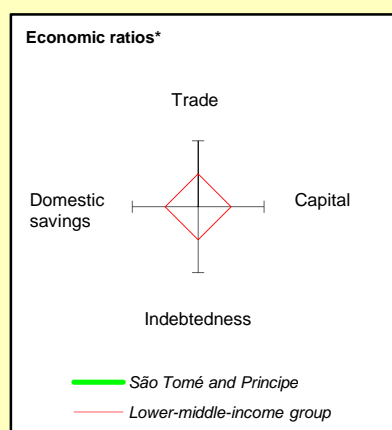 Economic ratios*
Trade
Domestic
savings
Capital
Indebtedness
São Tomé and Principe
Lower-middle-income group